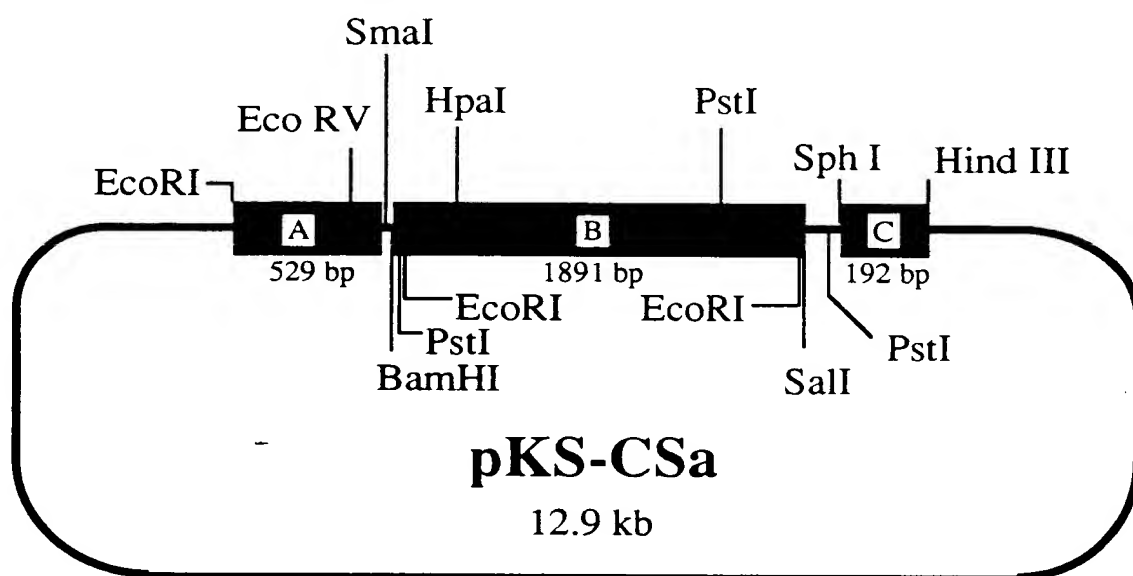 SmaI
HpaI
PstI
Eco RV
Sph I
Hind III
EcoRI
A
B
C
529 bp
1891 bp
192 bp
EcoRI
EcoRI
PstI
PstI
BamHI
SalI
pKS-CSa
12.9 kb